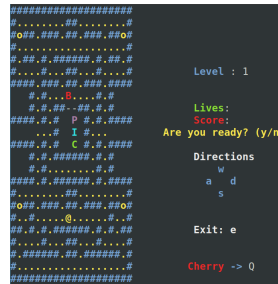 ####################
#........##........#
#o##.###.##.###.##o#
#..................#
#.##.#.######.#.##.#
#....#...##...#....#
####.###.##.###.####
#.#...B....#.#
#.#.##--##.#.#
####.#.# P #.#.####
...# I #...
####.#.# C #.#.####
#.#.######.#.#
#.#........#.#
####.#.######.#.####
#........##........#
#o##.###.##.###.##o#
#..#.....@......#..#
##.#.#.######.#.#.##
#....#...##...#....#
#.######.##.######.#
#..................#
####################
Level : 1
Lives:
Score:
Are you ready? (y/n
Directions
w
a d
s
Exit: e
Cherry -> Q